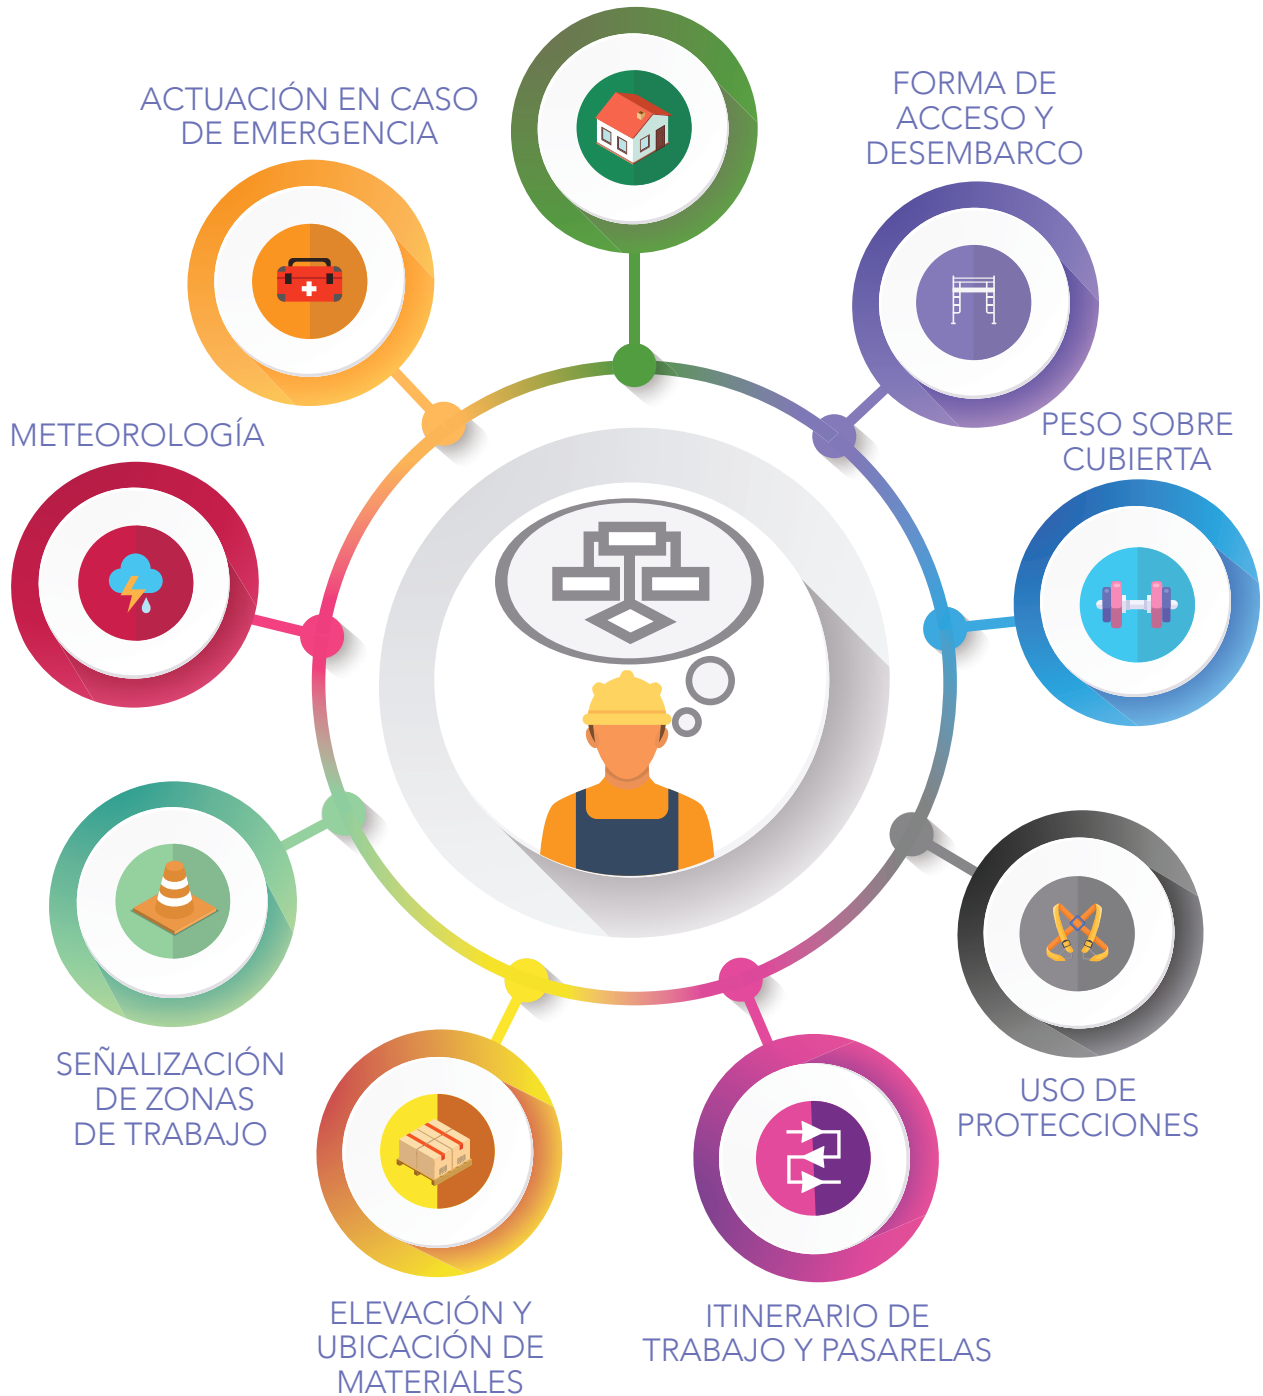 ACTUACIÓN EN CASO
DE EMERGENCIA
FORMA DE
ACCESO Y
DESEMBARCO
METEOROLOGÍA
PESO SOBRE
CUBIERTA
SEÑALIZACIÓN
DE ZONAS
DE TRABAJO
USO DE
PROTECCIONES
ELEVACIÓN Y
UBICACIÓN DE
MATERIALES
ITINERARIO DE
TRABAJO Y PASARELAS